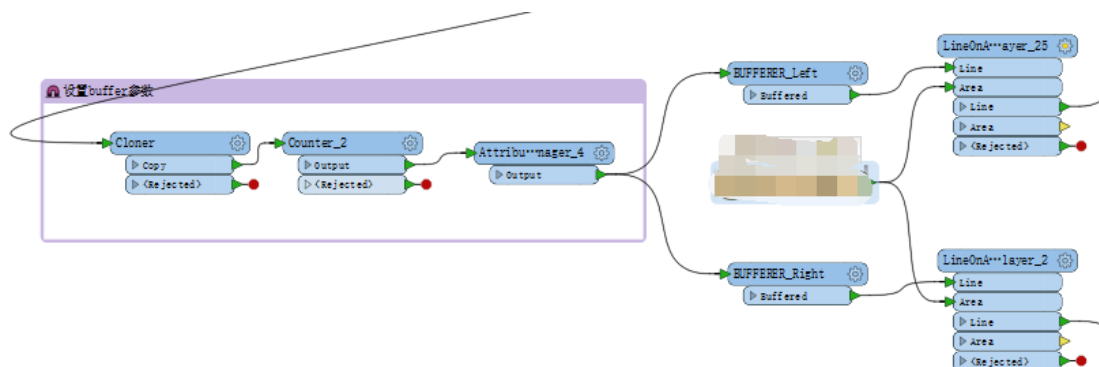 设置buffer参数
Cloner
Copy
<Rejected>
Counter_2
Output
<Rejected>
Attribu…nager_4
Output
BUFFERER_Left
Buffered
BUFFERER_Right
Buffered
LineOnA…ayer_25
Line
Area
Line
Area
<Rejected>
LineOnA…layer_2
Line
Area
Line
Area
<Rejected>